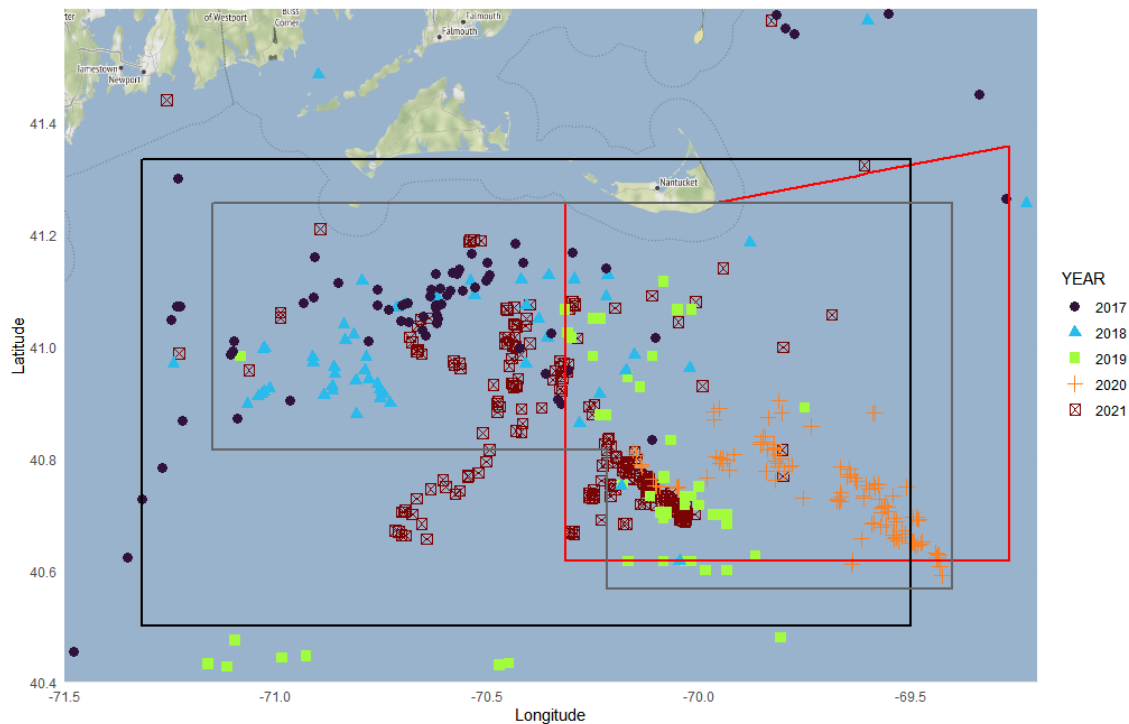 Falmouth
of Westport
Bliss
Corner
Falmouth
Jamestown
Newport
41.4
Nantucket
41.2
YEAR
2017
2018
2019
2020
2021
Latitude
41.0
40.8
40.6
40.4
-71.5
-71.0
-70.5
-70.0
-69.5
Longitude